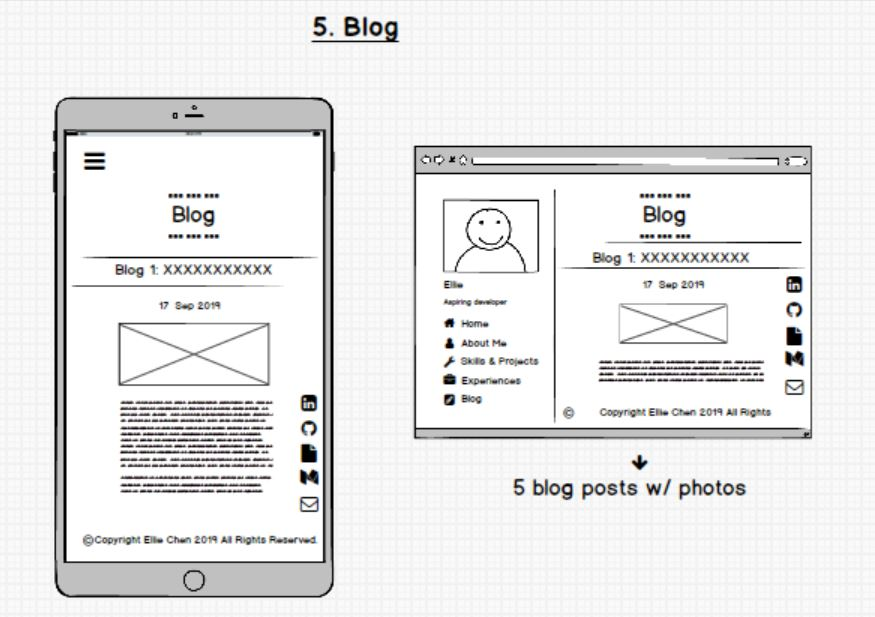 5. Blog
Blog
Blog 1: XXXXXXXXXXX
17 Sep 2019
©Copyright Ellie Chen 2019 All Rights Reserved.
Ellie
Aspiring developer
Home
About Me
Skills & Projects
Experiences
Blog
Blog
Blog 1: XXXXXXXXXXX
17 Sep 2019
© Copyright Ellie Chen 2019 All Rights
5 blog posts w/ photos